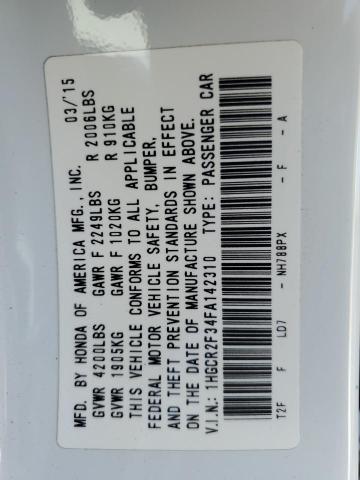 MFD. BY HONDA OF AMERICA MFG., INC. 03/'15
GVWR 4200LBS GAWR F 2249LBS R 2006LBS
GVWR 1905KG GAWR F 1020KG R 910KG
THIS VEHICLE CONFORMS TO ALL APPLICABLE
FEDERAL MOTOR VEHICLE SAFETY, BUMPER,
AND THEFT PREVENTION STANDARDS IN EFFECT
ON THE DATE OF MANUFACTURE SHOWN ABOVE.
V.I.N.: 1HGCR2F34FA142310 TYPE: PASSENGER CAR
T2F F LD7 - NH788PX - F - A